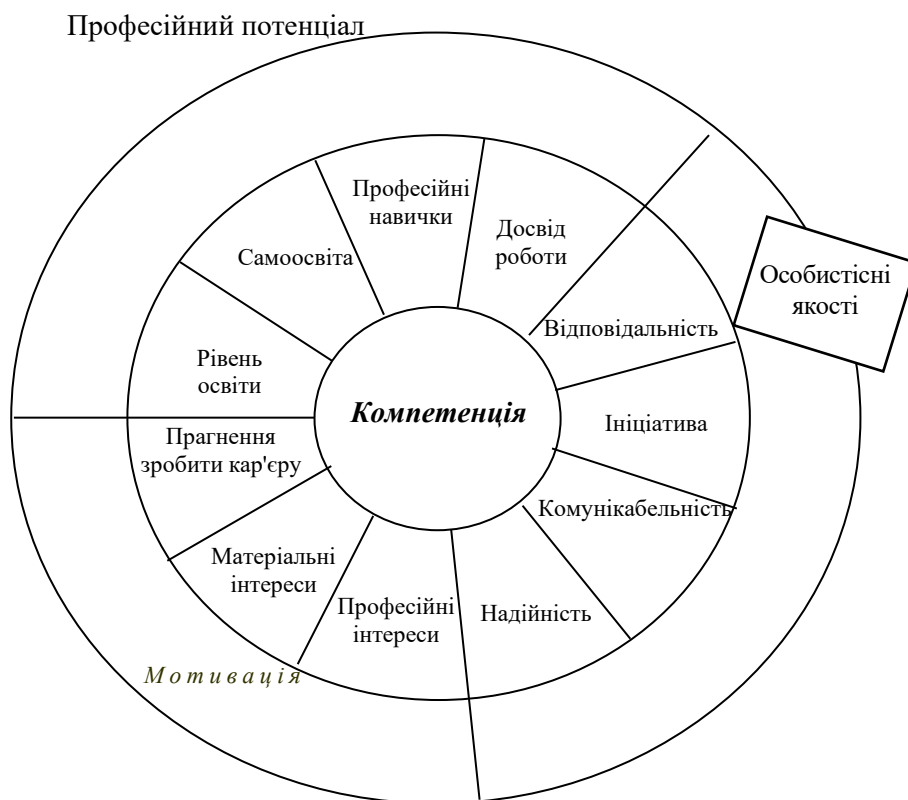 Професійний потенціал
Професійні
навички
Досвід
роботи
Самоосвіта
Особистісні
якості
Відповідальність
Рівень
освіти
Компетенція
Ініціатива
Прагнення
зробити кар'єру
Комунікабельність
Матеріальні
інтереси
Професійні
інтереси
Надійність
Мотивація